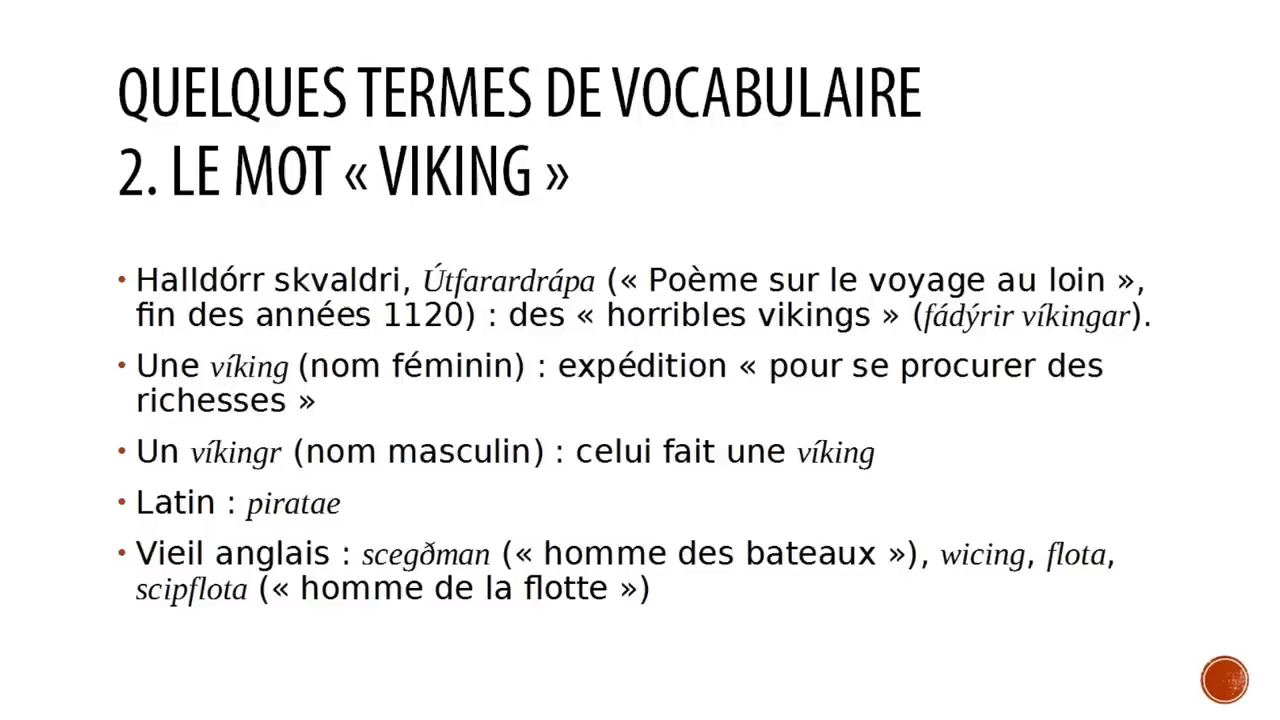 QUELQUES TERMES DE VOCABULAIRE
2. LE MOT « VIKING »
• Halldórr skvaldri, Útfarardrápa (« Poème sur le voyage au loin »,
fin des années 1120) : des « horribles vikings » (fádýrir víkingar).
• Une víking (nom féminin) : expédition « pour se procurer des
richesses »
• Un víkingr (nom masculin) : celui fait une víking
• Latin : piratae
• Vieil anglais : scegðman (« homme des bateaux »), wicing, flota,
scipflota (« homme de la flotte »)